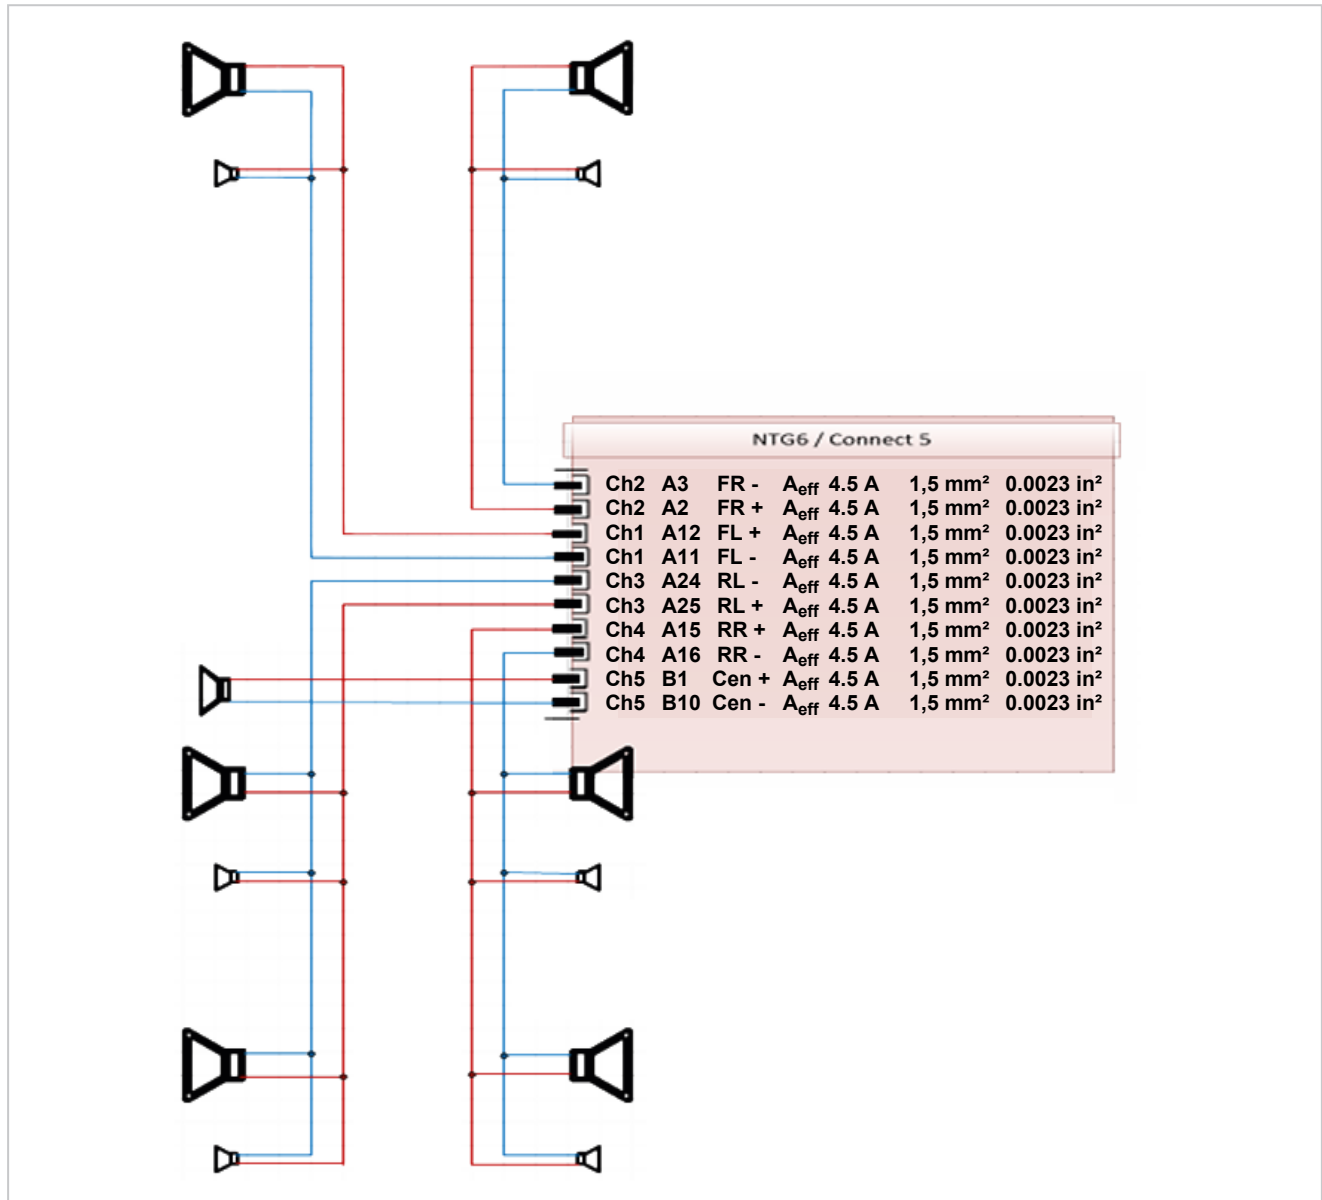 NTG6 / Connect 5
Ch2 A3 FR - Aeff 4.5 A 1,5 mm² 0.0023 in²
Ch2 A2 FR + Aeff 4.5 A 1,5 mm² 0.0023 in²
Ch1 A12 FL + Aeff 4.5 A 1,5 mm² 0.0023 in²
Ch1 A11 FL - Aeff 4.5 A 1,5 mm² 0.0023 in²
Ch3 A24 RL - Aeff 4.5 A 1,5 mm² 0.0023 in²
Ch3 A25 RL + Aeff 4.5 A 1,5 mm² 0.0023 in²
Ch4 A15 RR + Aeff 4.5 A 1,5 mm² 0.0023 in²
Ch4 A16 RR - Aeff 4.5 A 1,5 mm² 0.0023 in²
Ch5 B1 Cen + Aeff 4.5 A 1,5 mm² 0.0023 in²
Ch5 B10 Cen - Aeff 4.5 A 1,5 mm² 0.0023 in²